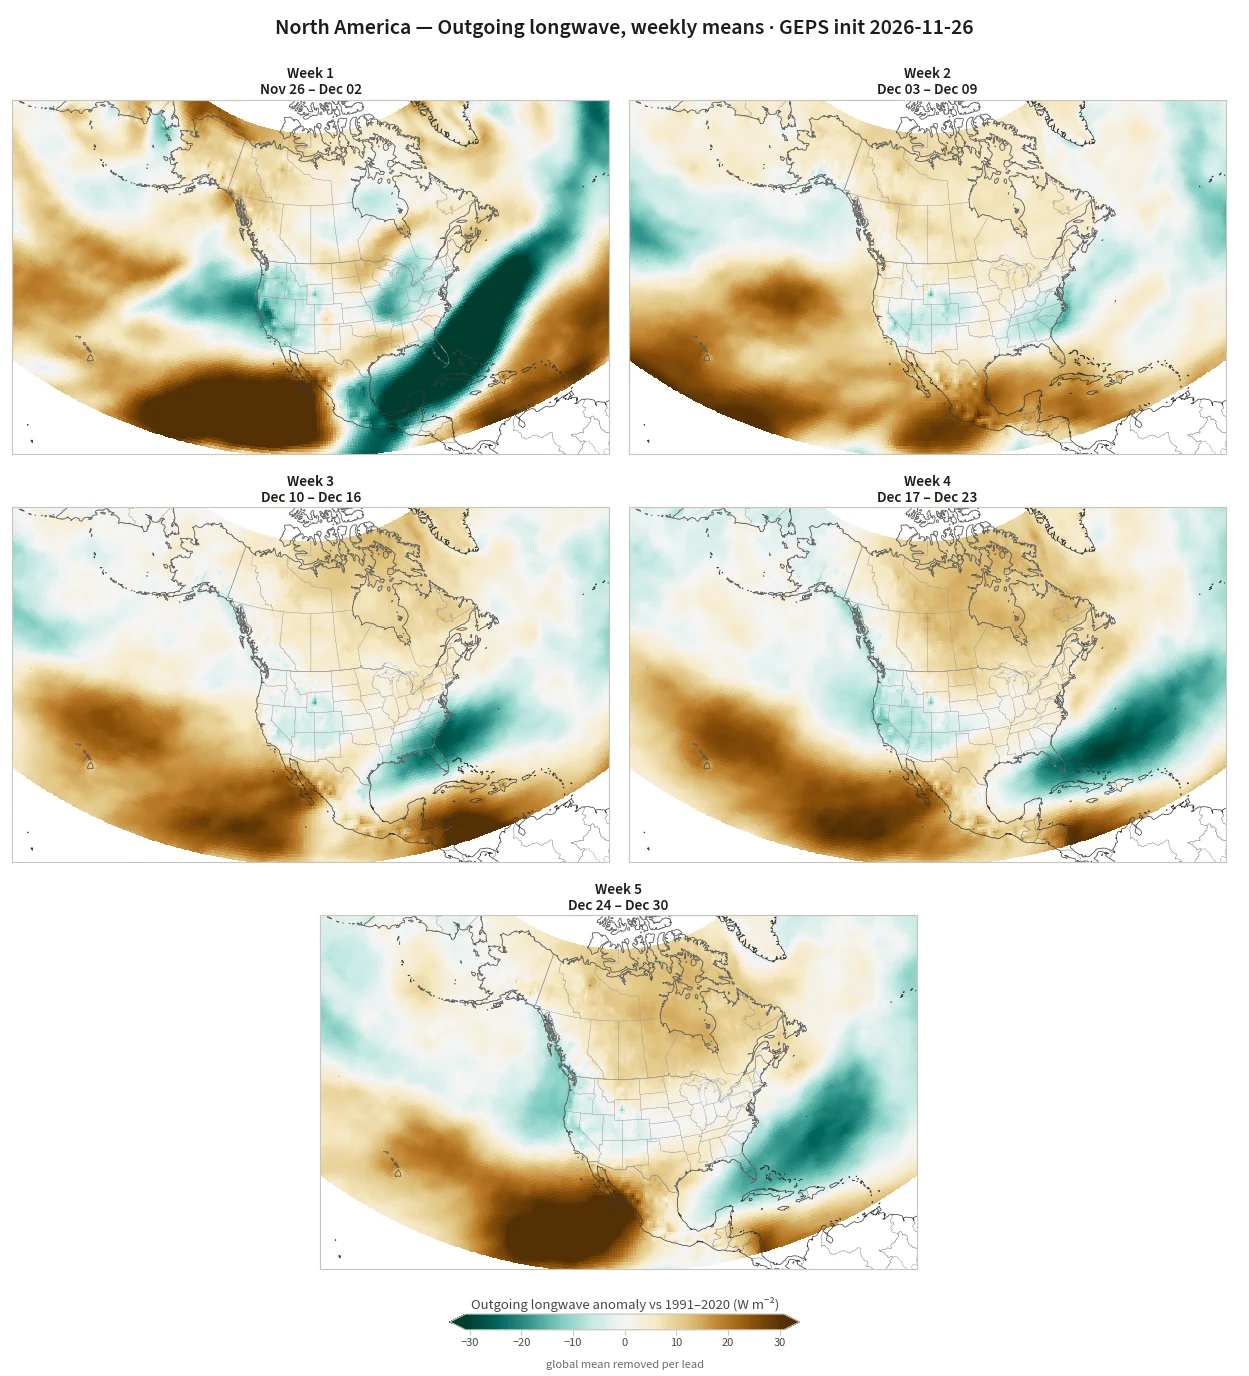 North America — Outgoing longwave, weekly means · GEPS init 2026-11-26
Week 1
Nov 26 – Dec 02
Week 2
Dec 03 – Dec 09
Week 3
Dec 10 – Dec 16
Week 4
Dec 17 – Dec 23
Week 5
Dec 24 – Dec 30
Outgoing longwave anomaly vs 1991–2020 (W m⁻²)
−30 −20 −10 0 10 20 30
global mean removed per lead